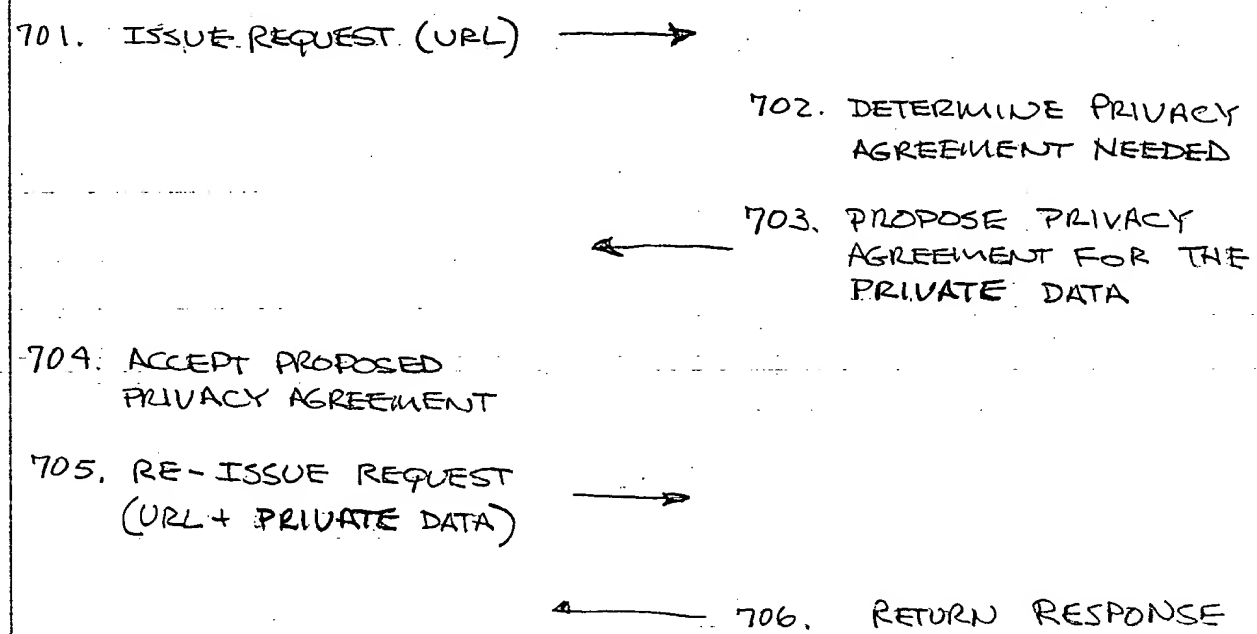 701. ISSUE REQUEST (URL)
702. DETERMINE PRIVACY
AGREEMENT NEEDED
703. PROPOSE PRIVACY
AGREEMENT FOR THE
PRIVATE DATA
704. ACCEPT PROPOSED
PRIVACY AGREEMENT
705. RE-ISSUE REQUEST
(URL + PRIVATE DATA)
706. RETURN RESPONSE